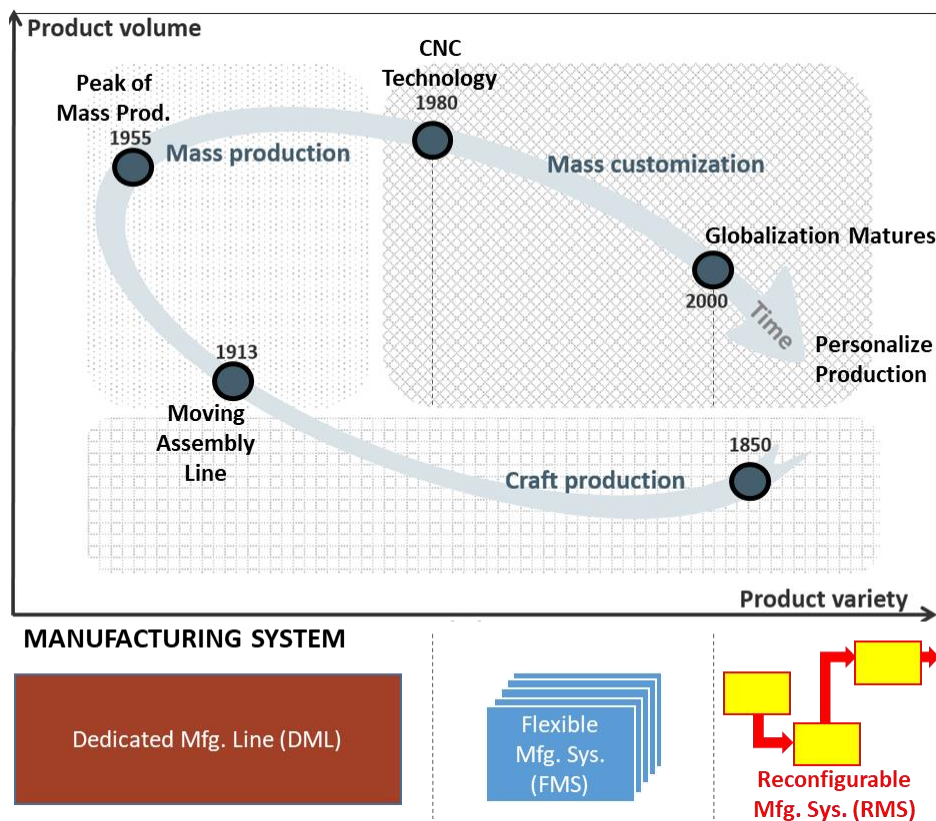 Product volume
CNC
Technology
1980
Peak of
Mass Prod.
1955
Mass production
Mass customization
Globalization Matures
2000
Time
Personalize
Production
1913
Moving
Assembly
Line
1850
Craft production
Product variety
MANUFACTURING SYSTEM
Dedicated Mfg. Line (DML)
Flexible
Mfg. Sys.
(FMS)
Reconfigurable
Mfg. Sys. (RMS)